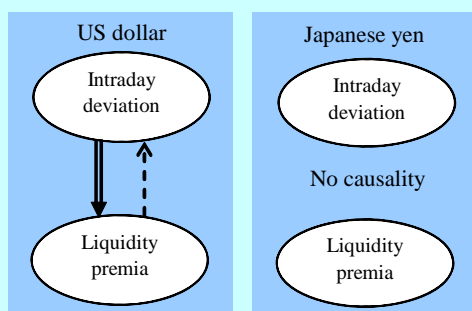 US dollar
Intraday
deviation
Liquidity
premia
Japanese yen
Intraday
deviation
No causality
Liquidity
premia